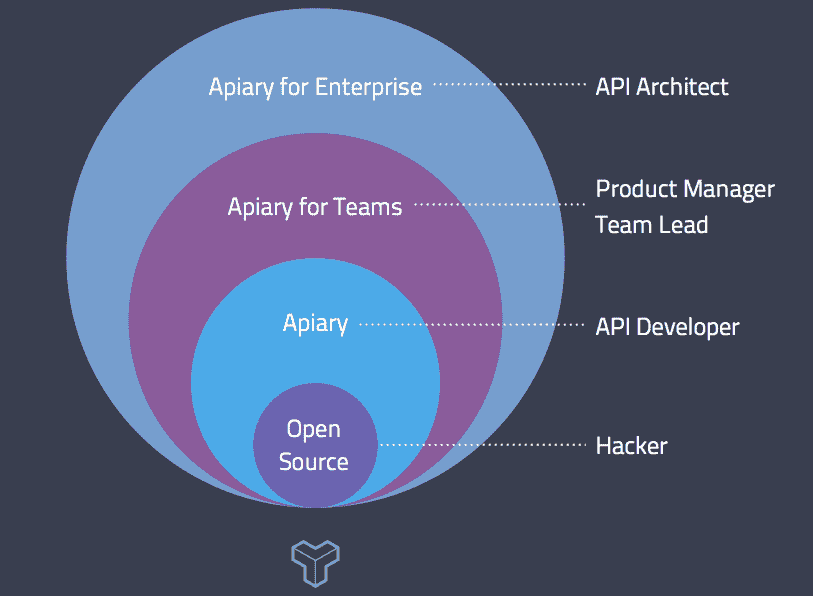 Apiary for Enterprise
API Architect
Apiary for Teams
Product Manager
Team Lead
Apiary
API Developer
Open
Source
Hacker